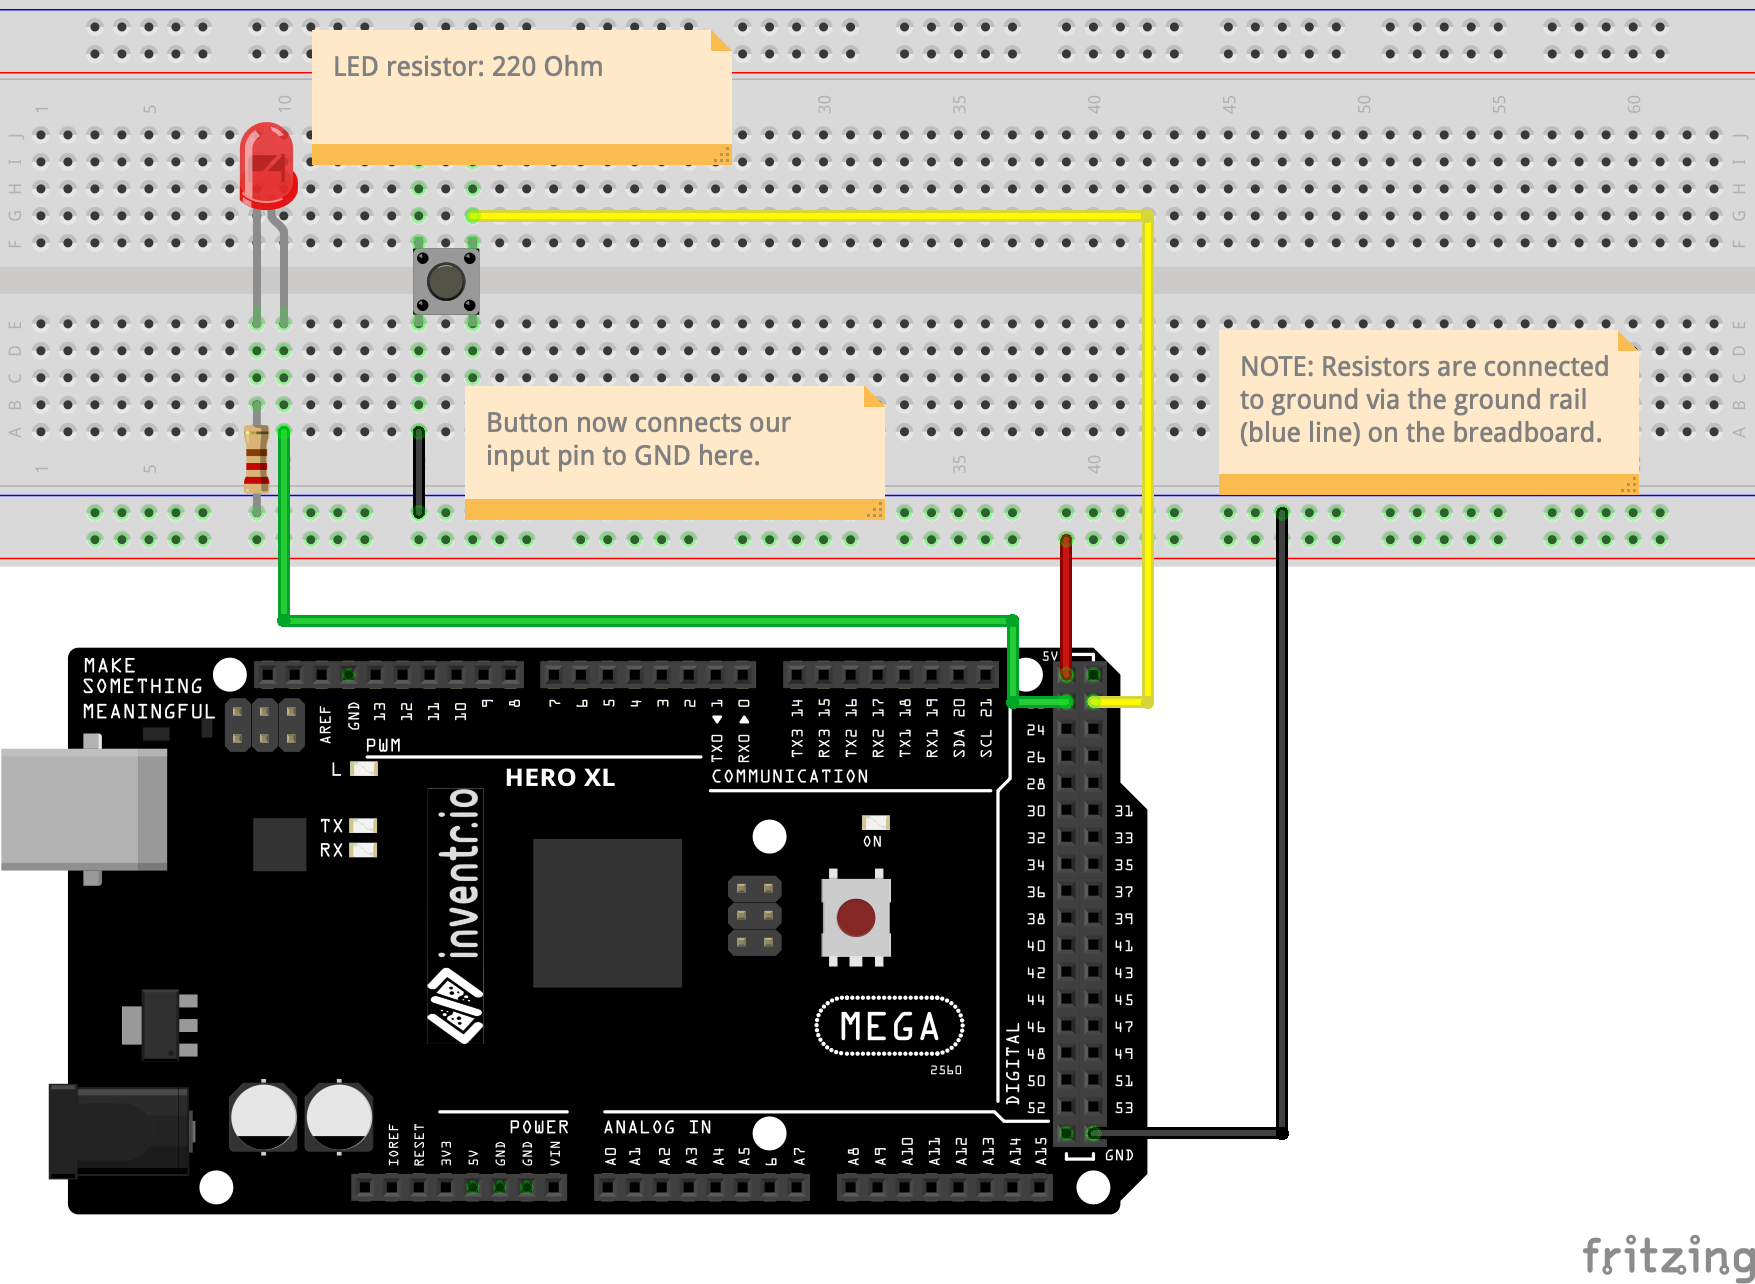 LED resistor: 220 Ohm
1 5 10 30 35 40 45 50 55 60
J J
I I
H H
G G
F F
E E
D D
C C
B B
A A
NOTE: Resistors are connected
to ground via the ground rail
(blue line) on the breadboard.
Button now connects our
input pin to GND here.
1 5 35 40
MAKE
SOMETHING
MEANINGFUL
5V
AREF GND 13 12 11 10 9 8 7 6 5 4 3 2 TX0 1 RX0 0 TX3 14 RX3 15 TX2 16 RX2 17 TX1 18 RX1 19 SDA 20 SCL 21
PWM
L
HERO XL
COMMUNICATION
TX
RX
ON
inventr.io
MEGA
2560
DIGITAL
24
26
28
30 31
32 33
34 35
36 37
38 39
40 41
42 43
44 45
46 47
48 49
50 51
52 53
GND
POWER
ANALOG IN
IOREF RESET 3V3 5V GND GND VIN A0 A1 A2 A3 A4 A5 6 A7 A8 A9 A10 A11 A12 A13 A14 A15
fritzing